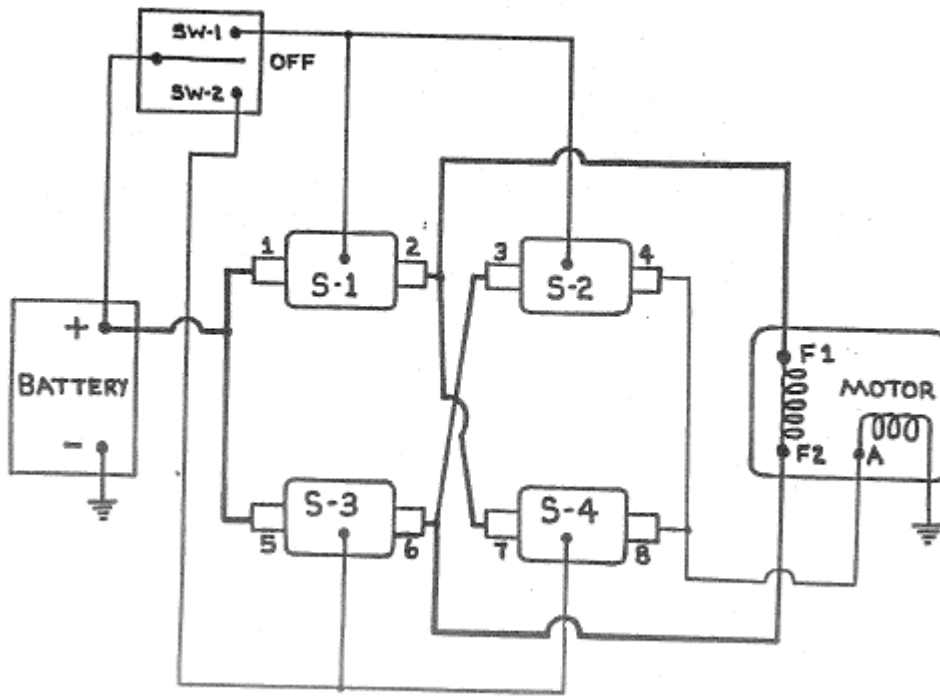 SW-1
OFF
SW-2
1
2
3
4
S-1
S-2
+
BATTERY
-
F1
MOTOR
F2
A
S-3
S-4
5
6
7
8